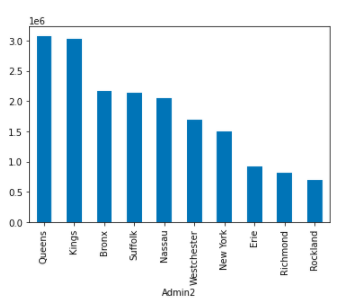 1e6
3.0
2.5
2.0
1.5
1.0
0.5
0.0
Queens
Kings
Bronx
Suffolk
Nassau
Westchester
New York
Erie
Richmond
Rockland
Admin2